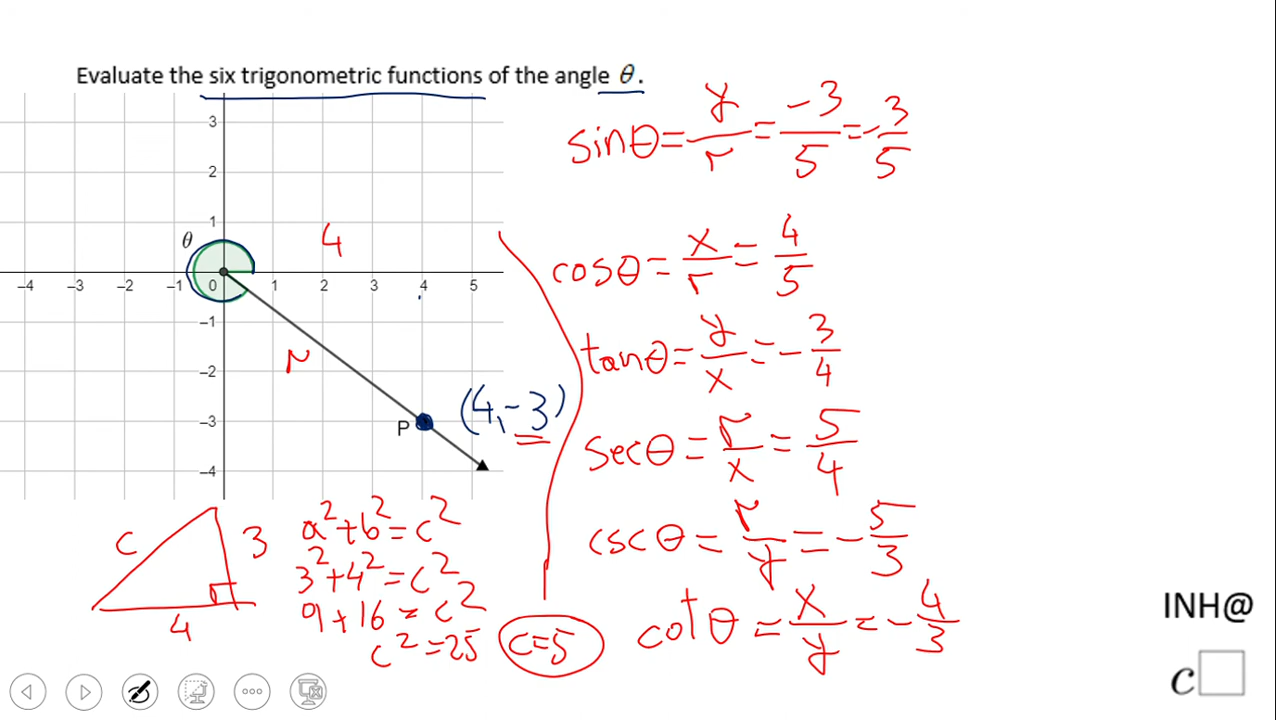 Evaluate the six trigonometric functions of the angle θ.
3
2
1
θ
4
−4 −3 −2 −1 0 1 2 3 4 5
−1
−2
−3
−4
r
P
(4,-3)
sinθ = y/r = -3/5 = -3/5
cosθ = x/r = 4/5
tanθ = y/x = -3/4
secθ = r/x = 5/4
cscθ = r/y = -5/3
cotθ = x/y = -4/3
c
3
4
a²+b²=c²
3²+4²=c²
9+16=c²
c²=25
c=5
INH@
c